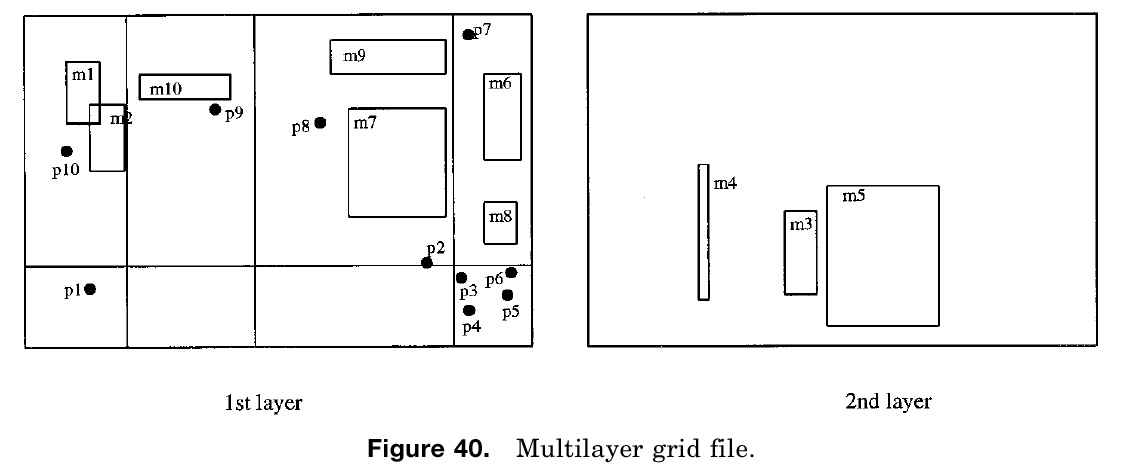 p7
m9
m1
m6
m10
m2
p9
p8
m7
p10
m4
m5
m8
m3
p2
p6
p1
p3
p5
p4
1st layer
2nd layer
Figure 40. Multilayer grid file.